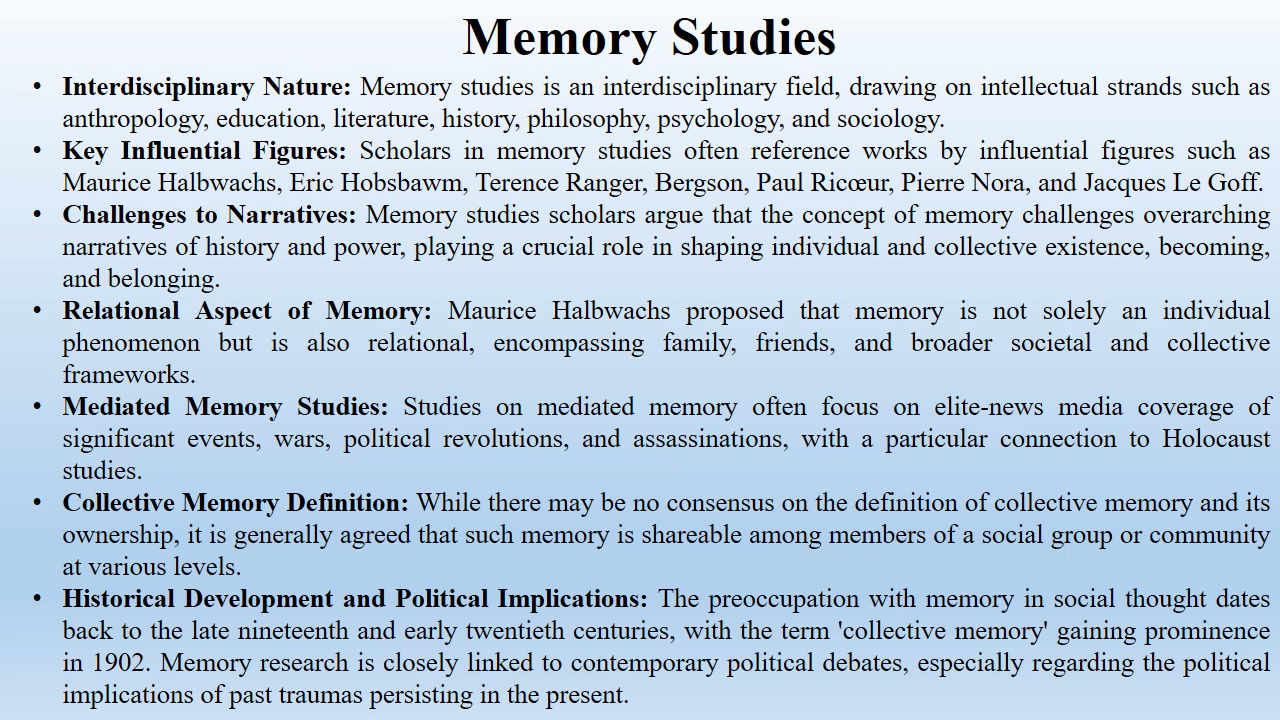 Memory Studies
• Interdisciplinary Nature: Memory studies is an interdisciplinary field, drawing on intellectual strands such as
anthropology, education, literature, history, philosophy, psychology, and sociology.
• Key Influential Figures: Scholars in memory studies often reference works by influential figures such as
Maurice Halbwachs, Eric Hobsbawm, Terence Ranger, Bergson, Paul Ricœur, Pierre Nora, and Jacques Le Goff.
• Challenges to Narratives: Memory studies scholars argue that the concept of memory challenges overarching
narratives of history and power, playing a crucial role in shaping individual and collective existence, becoming,
and belonging.
• Relational Aspect of Memory: Maurice Halbwachs proposed that memory is not solely an individual
phenomenon but is also relational, encompassing family, friends, and broader societal and collective
frameworks.
• Mediated Memory Studies: Studies on mediated memory often focus on elite-news media coverage of
significant events, wars, political revolutions, and assassinations, with a particular connection to Holocaust
studies.
• Collective Memory Definition: While there may be no consensus on the definition of collective memory and its
ownership, it is generally agreed that such memory is shareable among members of a social group or community
at various levels.
• Historical Development and Political Implications: The preoccupation with memory in social thought dates
back to the late nineteenth and early twentieth centuries, with the term 'collective memory' gaining prominence
in 1902. Memory research is closely linked to contemporary political debates, especially regarding the political
implications of past traumas persisting in the present.